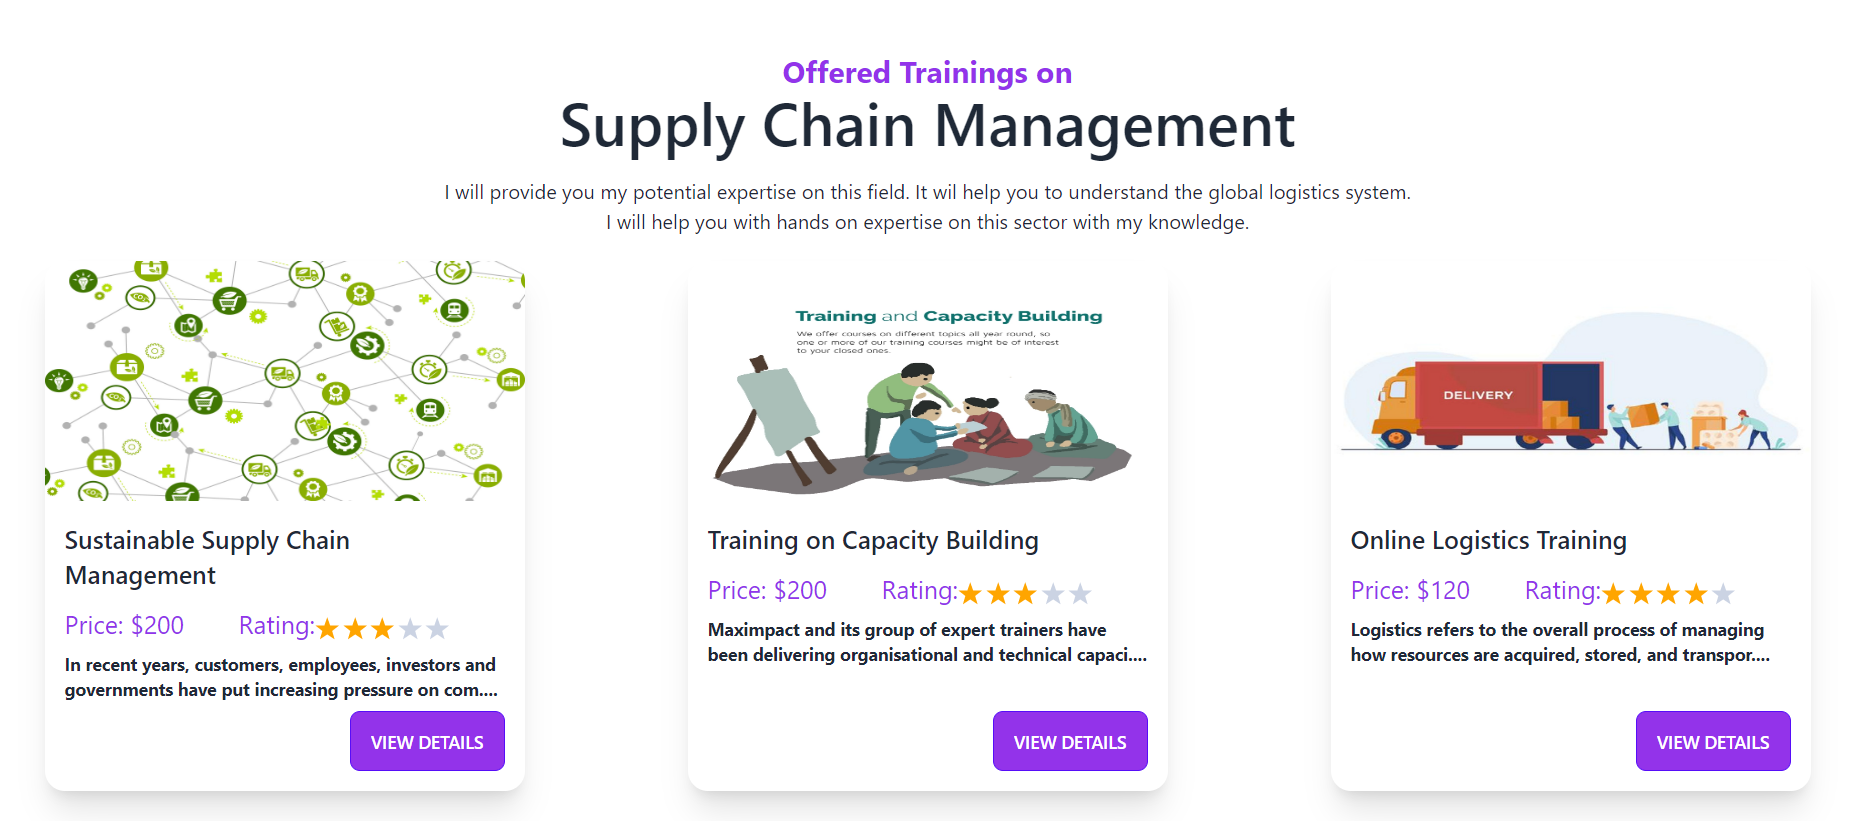 Offered Trainings on
Supply Chain Management
I will provide you my potential expertise on this field. It wil help you to understand the global logistics system.
I will help you with hands on expertise on this sector with my knowledge.
Sustainable Supply Chain
Management
Price: $200 Rating:
In recent years, customers, employees, investors and
governments have put increasing pressure on com....
VIEW DETAILS
Training and Capacity Building
We offer courses on different topics all year round, so
one or more of our training courses might be of interest
to your closed ones.
Training on Capacity Building
Price: $200 Rating:
Maximpact and its group of expert trainers have
been delivering organisational and technical capaci....
VIEW DETAILS
DELIVERY
Online Logistics Training
Price: $120 Rating:
Logistics refers to the overall process of managing
how resources are acquired, stored, and transpor....
VIEW DETAILS